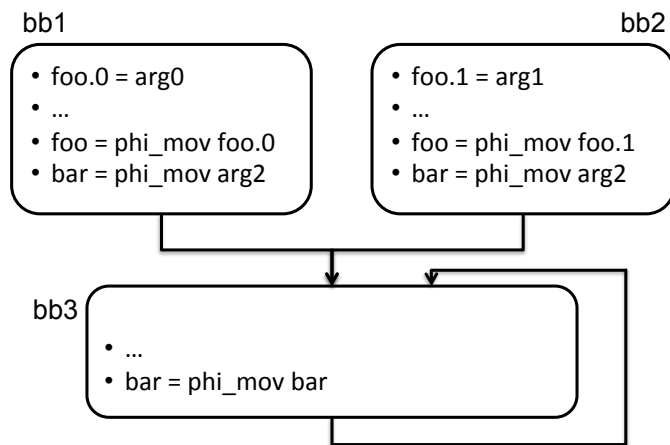 bb1
• foo.0 = arg0
• ...
• foo = phi_mov foo.0
• bar = phi_mov arg2
bb2
• foo.1 = arg1
• ...
• foo = phi_mov foo.1
• bar = phi_mov arg2
bb3
• ...
• bar = phi_mov bar